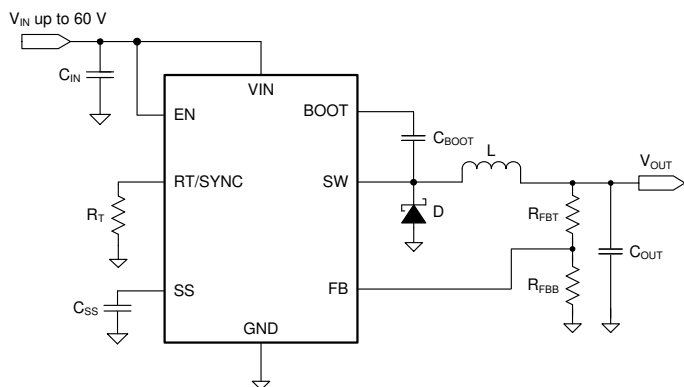 VIN up to 60 V
CIN
VIN
EN
BOOT
CBOOT
L
VOUT
RT/SYNC
SW
RT
D
RFBT
COUT
SS
CSS
FB
RFBB
GND